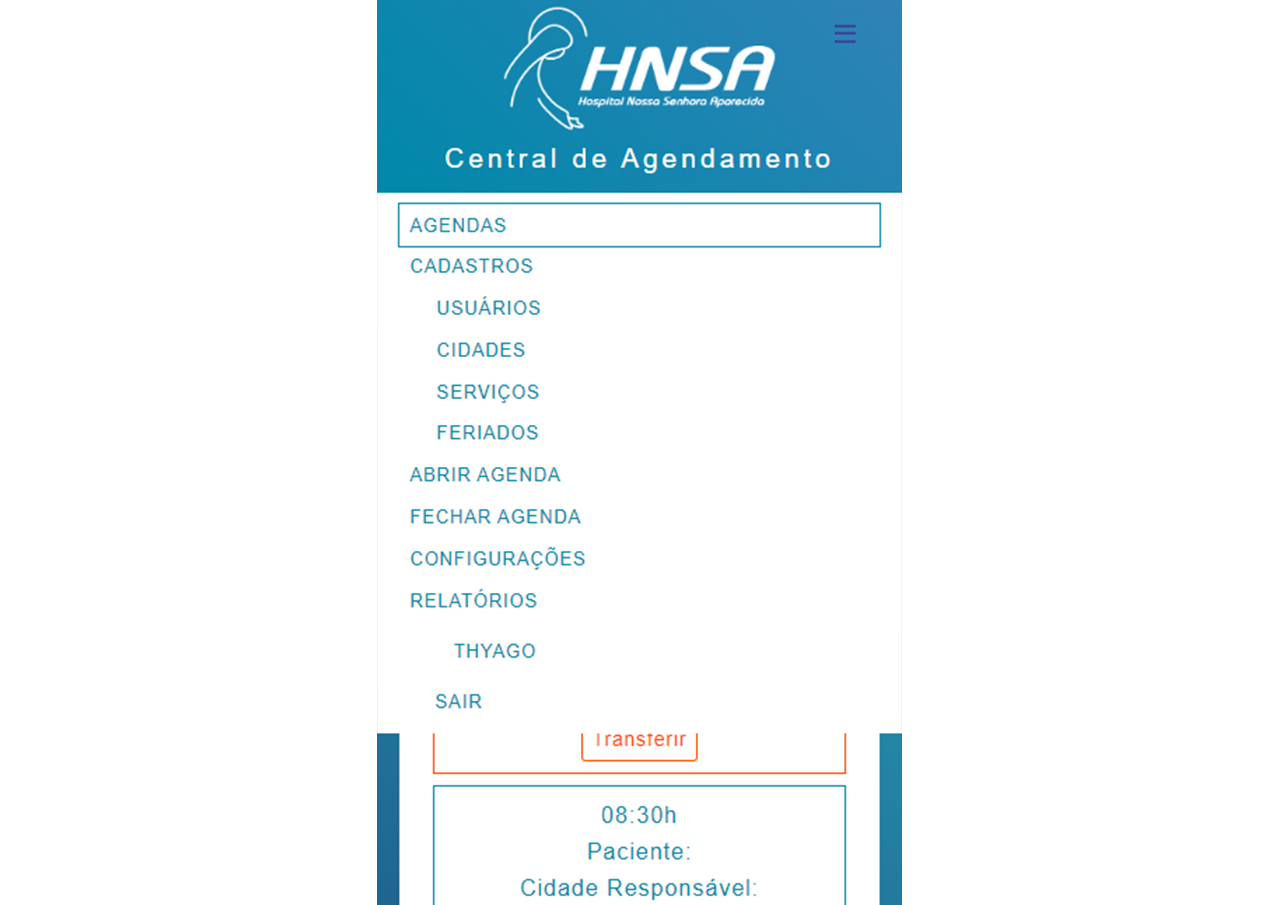 HNSA
Hospital Nossa Senhora Aparecida
Central de Agendamento
AGENDAS
CADASTROS
USUÁRIOS
CIDADES
SERVIÇOS
FERIADOS
ABRIR AGENDA
FECHAR AGENDA
CONFIGURAÇÕES
RELATÓRIOS
THYAGO
SAIR
Transferir
08:30h
Paciente:
Cidade Responsável: